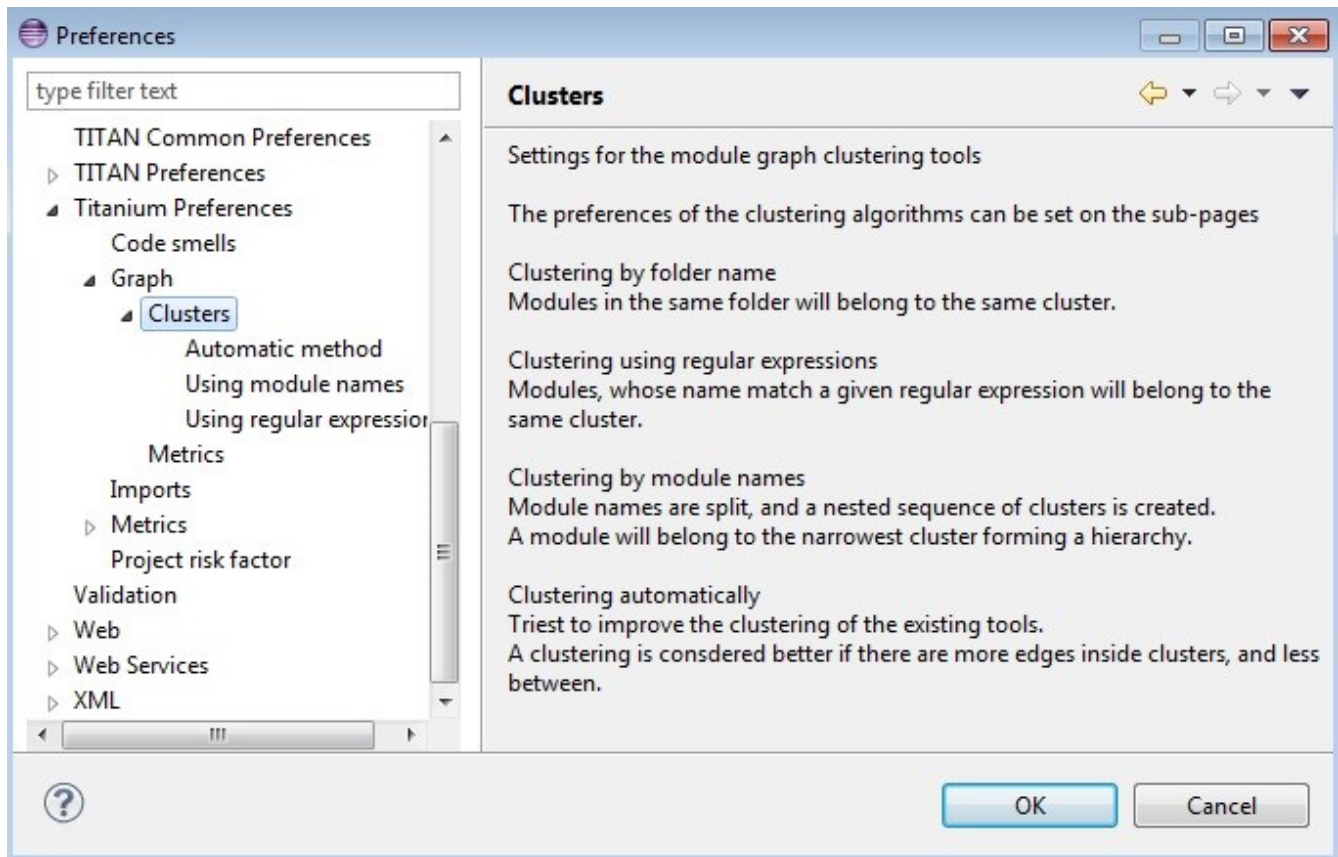 Preferences
type filter text
TITAN Common Preferences
TITAN Preferences
Titanium Preferences
Code smells
Graph
Clusters
Automatic method
Using module names
Using regular expression
Metrics
Imports
Metrics
Project risk factor
Validation
Web
Web Services
XML
Clusters
Settings for the module graph clustering tools
The preferences of the clustering algorithms can be set on the sub-pages
Clustering by folder name
Modules in the same folder will belong to the same cluster.
Clustering using regular expressions
Modules, whose name match a given regular expression will belong to the
same cluster.
Clustering by module names
Module names are split, and a nested sequence of clusters is created.
A module will belong to the narrowest cluster forming a hierarchy.
Clustering automatically
Triest to improve the clustering of the existing tools.
A clustering is consdered better if there are more edges inside clusters, and less
between.
?
OK
Cancel